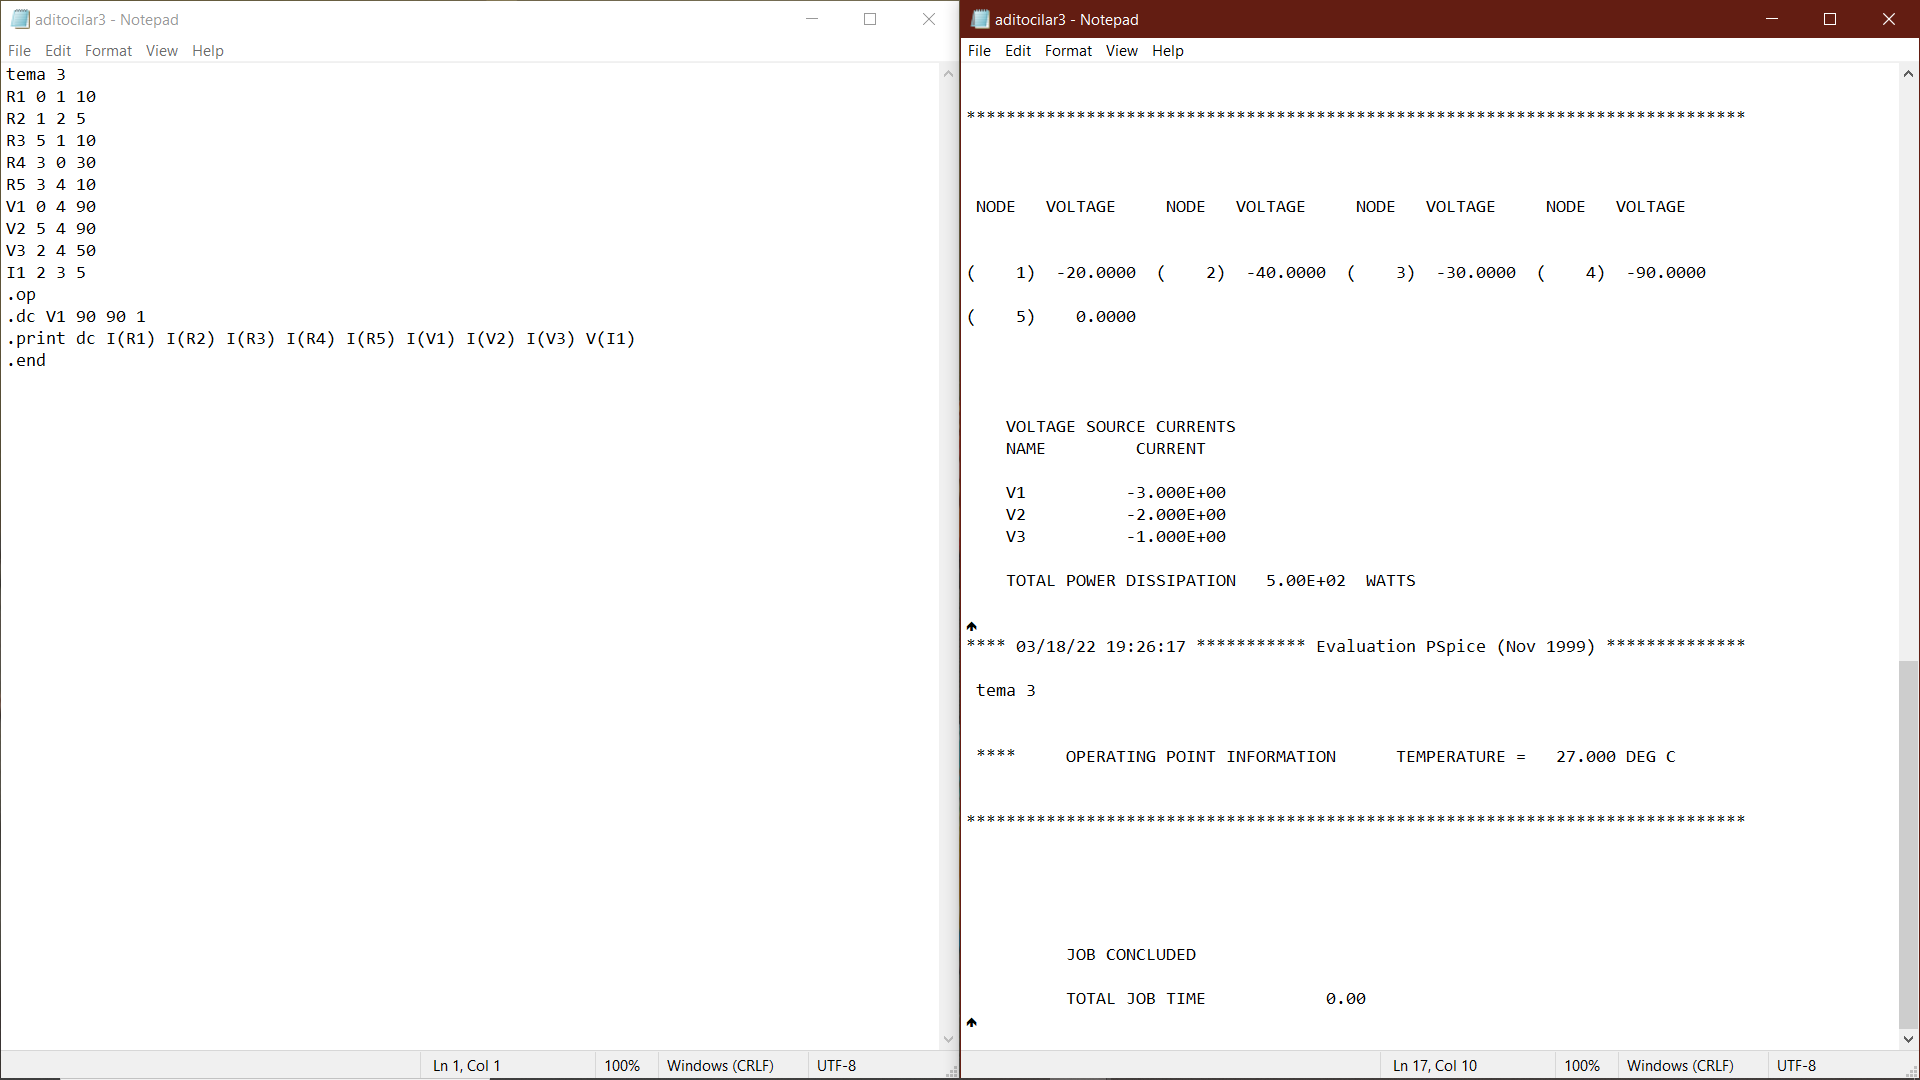 aditocilar3 - Notepad
File Edit Format View Help
tema 3
R1 0 1 10
R2 1 2 5
R3 5 1 10
R4 3 0 30
R5 3 4 10
V1 0 4 90
V2 5 4 90
V3 2 4 50
I1 2 3 5
.op
.dc V1 90 90 1
.print dc I(R1) I(R2) I(R3) I(R4) I(R5) I(V1) I(V2) I(V3) V(I1)
.end
Ln 1, Col 1 100% Windows (CRLF) UTF-8
aditocilar3 - Notepad
File Edit Format View Help
******************************************************************************
NODE VOLTAGE NODE VOLTAGE NODE VOLTAGE NODE VOLTAGE
( 1) -20.0000 ( 2) -40.0000 ( 3) -30.0000 ( 4) -90.0000
( 5) 0.0000
VOLTAGE SOURCE CURRENTS
NAME CURRENT
V1 -3.000E+00
V2 -2.000E+00
V3 -1.000E+00
TOTAL POWER DISSIPATION 5.00E+02 WATTS
**** 03/18/22 19:26:17 *********** Evaluation PSpice (Nov 1999) **************
tema 3
**** OPERATING POINT INFORMATION TEMPERATURE = 27.000 DEG C
******************************************************************************
JOB CONCLUDED
TOTAL JOB TIME 0.00
Ln 17, Col 10 100% Windows (CRLF) UTF-8